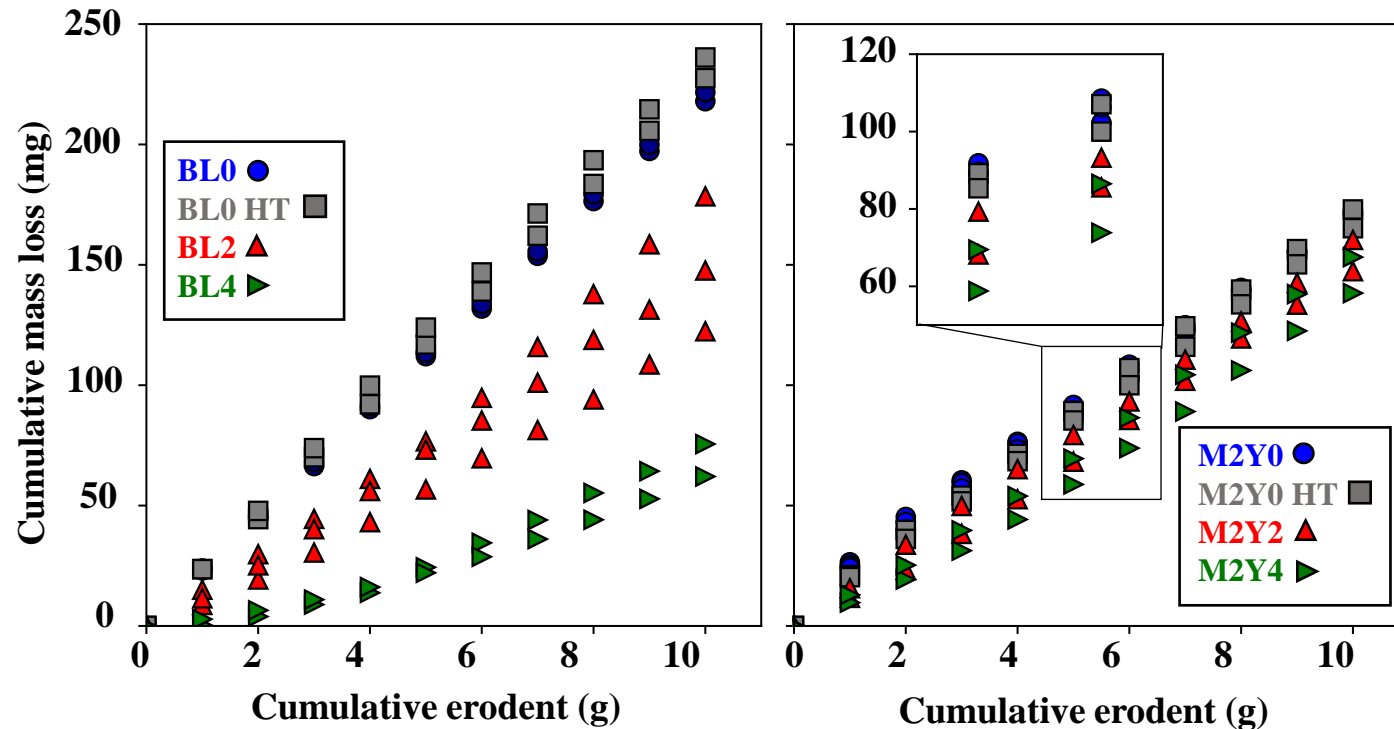 250
200
150
100
50
0
Cumulative mass loss (mg)
BL0
BL0 HT
BL2
BL4
0 2 4 6 8 10
Cumulative erodent (g)
120
100
80
60
M2Y0
M2Y0 HT
M2Y2
M2Y4
0 2 4 6 8 10
Cumulative erodent (g)